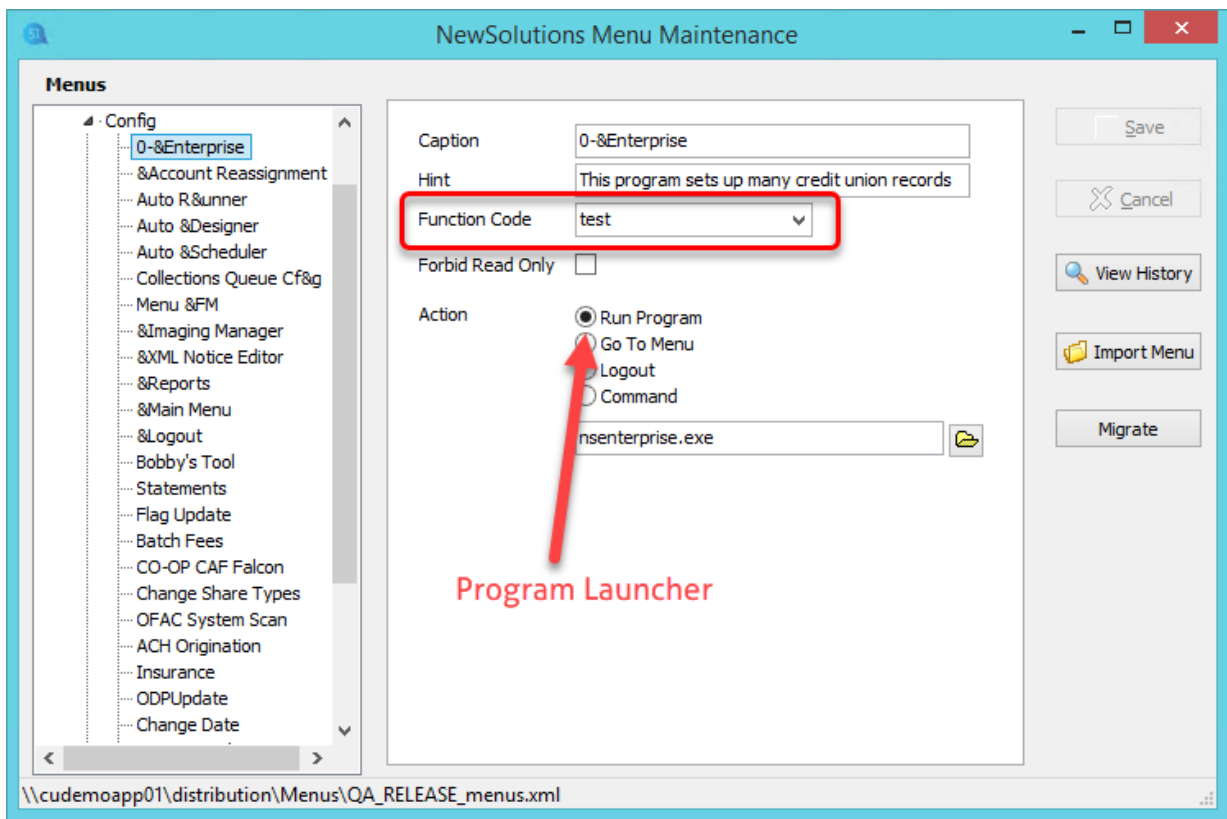 NewSolutions Menu Maintenance
Menus
Config
0-&Enterprise
&Account Reassignment
Auto R&unner
Auto &Designer
Auto &Scheduler
Collections Queue Cf&g
Menu &FM
&Imaging Manager
&XML Notice Editor
&Reports
&Main Menu
&Logout
Bobby's Tool
Statements
Flag Update
Batch Fees
CO-OP CAF Falcon
Change Share Types
OFAC System Scan
ACH Origination
Insurance
ODPUpdate
Change Date
Caption 0-&Enterprise
Hint This program sets up many credit union records
Function Code test
Forbid Read Only
Action Run Program
Go To Menu
Logout
Command
nsenterprise.exe
Program Launcher
Save
Cancel
View History
Import Menu
Migrate
\\cudemoapp01\distribution\Menus\QA_RELEASE_menus.xml